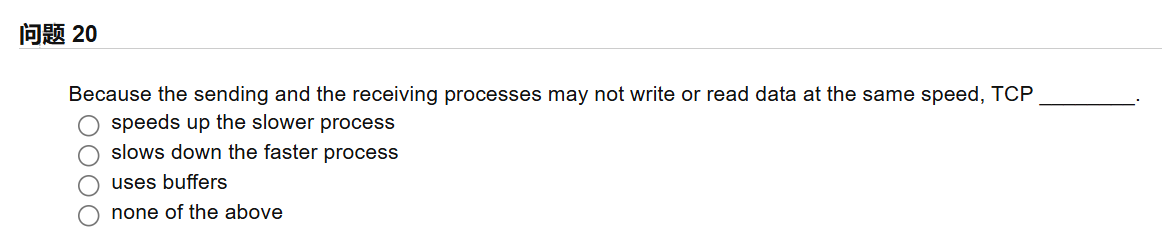 问题 20
Because the sending and the receiving processes may not write or read data at the same speed, TCP ________.
speeds up the slower process
slows down the faster process
uses buffers
none of the above